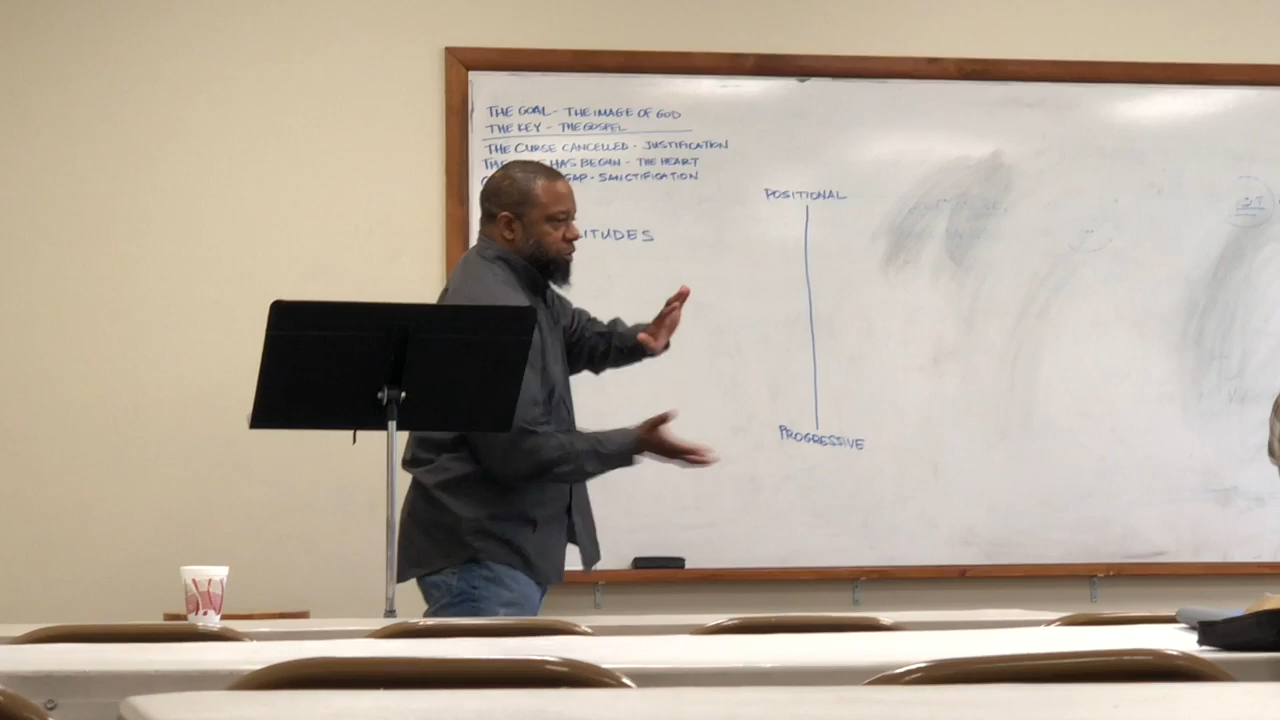 THE GOAL - THE IMAGE OF GOD
THE KEY - THE GOSPEL
THE CURSE CANCELLED - JUSTIFICATION
HAS BEGUN - THE HEART
GAP - SANCTIFICATION
ITUDES
POSITIONAL
PROGRESSIVE